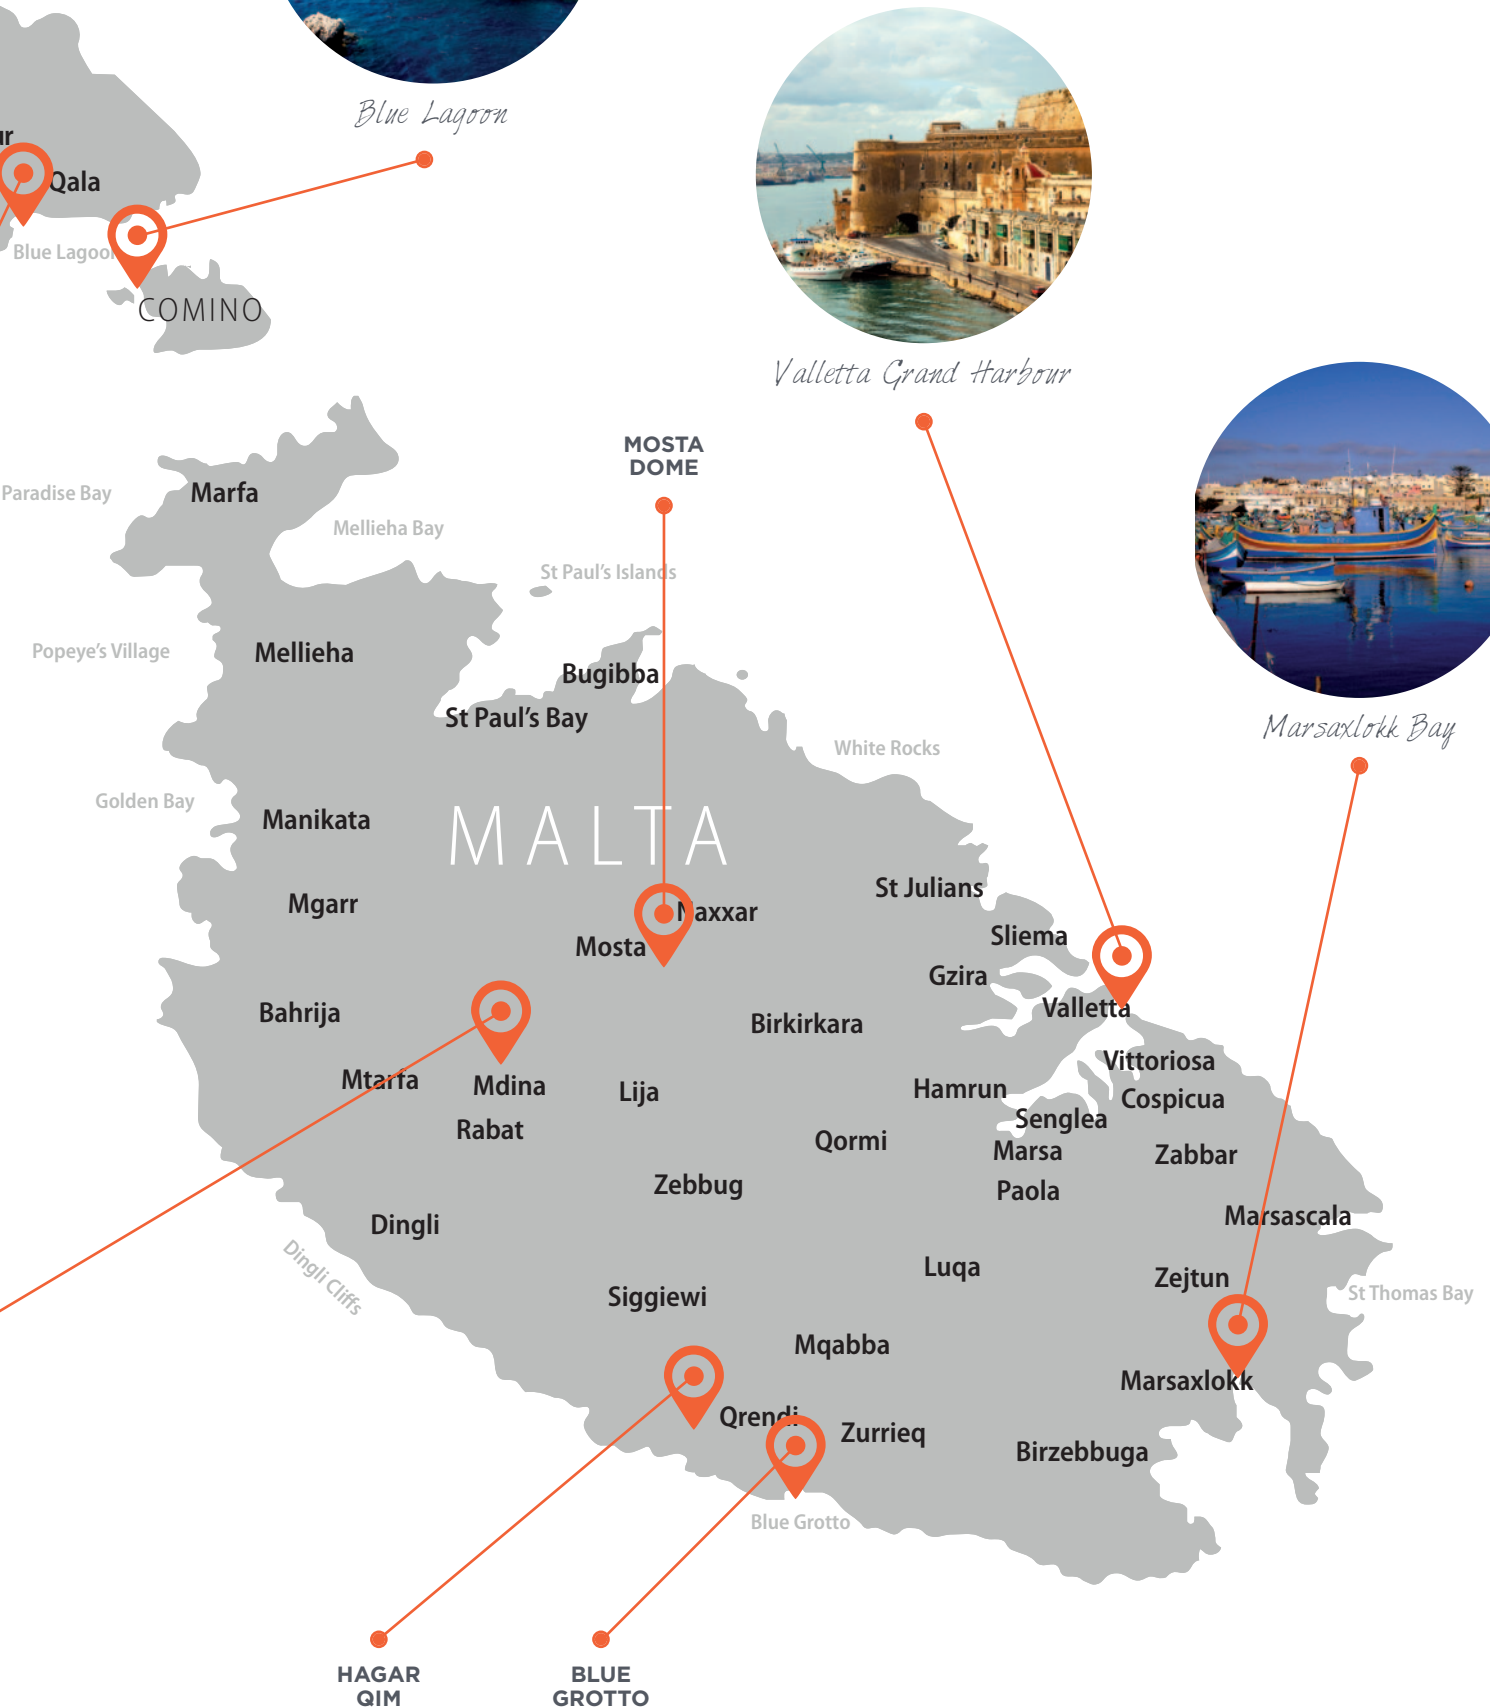 Blue Lagoon
Qala
COMINO
Valletta Grand Harbour
MOSTA
DOME
Marfa
Paradise Bay
Mellieha Bay
St Paul's Islands
Popeye's Village
Mellieha
Bugibba
St Paul's Bay
Marsaxlokk Bay
White Rocks
Golden Bay
Manikata
MALTA
St Julians
Mgarr
Naxxar
Mosta
Sliema
Gzira
Valletta
Bahrija
Birkirkara
Vittoriosa
Mtarfa
Mdina
Lija
Hamrun
Cospicua
Senglea
Rabat
Qormi
Marsa
Zabbar
Zebbug
Paola
Dingli
Marsascala
Dingli Cliffs
Luqa
Zejtun
St Thomas Bay
Siggiewi
Mqabba
Marsaxlokk
Qrendi
Zurrieq
Birzebbuga
Blue Grotto
HAGAR
QIM
BLUE
GROTTO